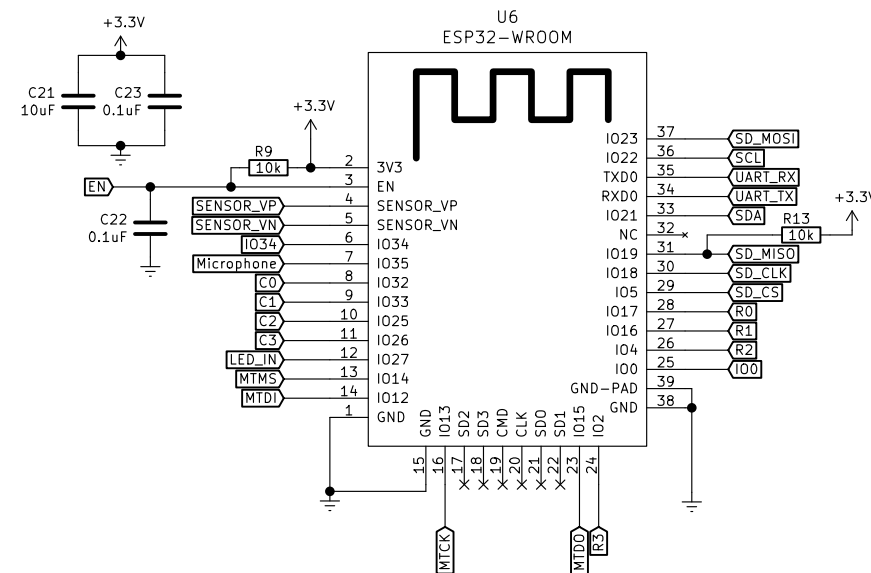 U6
ESP32-WROOM
+3.3V
C21
10uF
C23
0.1uF
+3.3V
R9
10k
EN
C22
0.1uF
SENSOR_VP
SENSOR_VN
IO34
Microphone
C0
C1
C2
C3
LED_IN
MTMS
MTDI
2 3V3
3 EN
4 SENSOR_VP
5 SENSOR_VN
6 IO34
7 IO35
8 IO32
9 IO33
10 IO25
11 IO26
12 IO27
13 IO14
14 IO12
1 GND
IO23 37 SD_MOSI
IO22 36 SCL
TXD0 35 UART_RX
RXD0 34 UART_TX
IO21 33 SDA
NC 32
IO19 31 SD_MISO
IO18 30 SD_CLK
IO5 29 SD_CS
IO17 28 R0
IO16 27 R1
IO4 26 R2
IO0 25 IO0
GND-PAD 39
GND 38
+3.3V
R13
10k
GND 15
IO13 16 MTCK
SD2 17
SD3 18
CMD 19
CLK 20
SD0 21
SD1 22
IO15 23 MTDO
IO2 24 R3